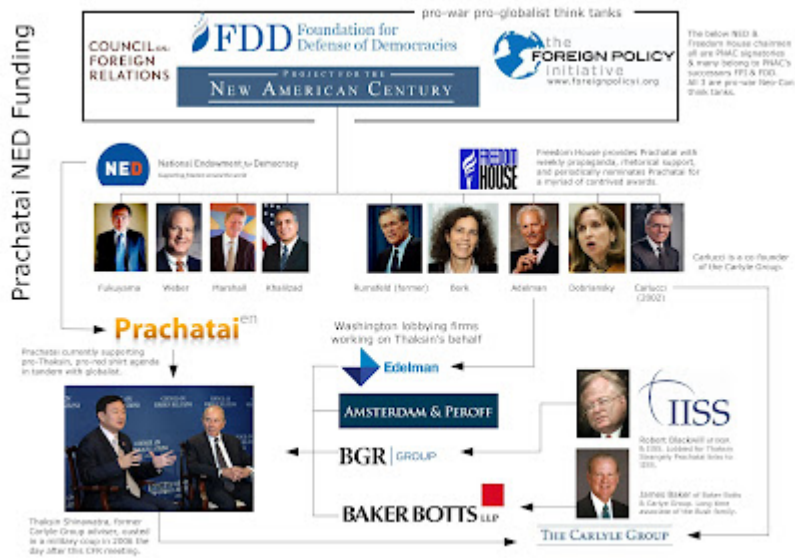 Prachatai NED Funding
pro-war pro-globalist think tanks
COUNCIL on
FOREIGN
RELATIONS
FDD Foundation for
Defense of Democracies
PROJECT FOR THE
NEW AMERICAN CENTURY
the
FOREIGN POLICY
initiative
www.foreignpolicyi.org
The below NED &
Freedom House chairmen
all are PNAC signatories
& many belong to PNAC's
successors FPI & FDD.
All 3 are pro-war Neo-Con
think tanks.
NED
National Endowment for Democracy
Supporting freedom around the world
FREEDOM
HOUSE
Freedom House provides Prachatai with
weekly propaganda, rhetorical support,
and periodically nominates Prachatai for
a myriad of contrived awards.
Fukuyama
Weber
Marshall
Khalilzad
Rumsfeld (former)
Bork
Adelman
Dobriansky
Carlucci
(2002)
Carlucci is a co-founder
of the Carlyle Group.
Prachatai en
Prachatai currently supporting
pro-Thaksin, pro-red shirt agenda
in tandem with globalist.
Washington lobbying firms
working on Thaksin's behalf
Edelman
AMSTERDAM & PEROFF
BGR | GROUP
BAKER BOTTS LLP
IISS
Robert Blackwill of
& IISS. Lobbied for Thaksin
Strangely Prachatai links to
IISS.
James Baker of Baker Botts
& Carlyle Group. Long time
associate of the Bush family.
THE CARLYLE GROUP
Thaksin Shinawatra, former
Carlyle Group adviser, ousted
in a military coup in 2006 the
day after this CFR meeting.